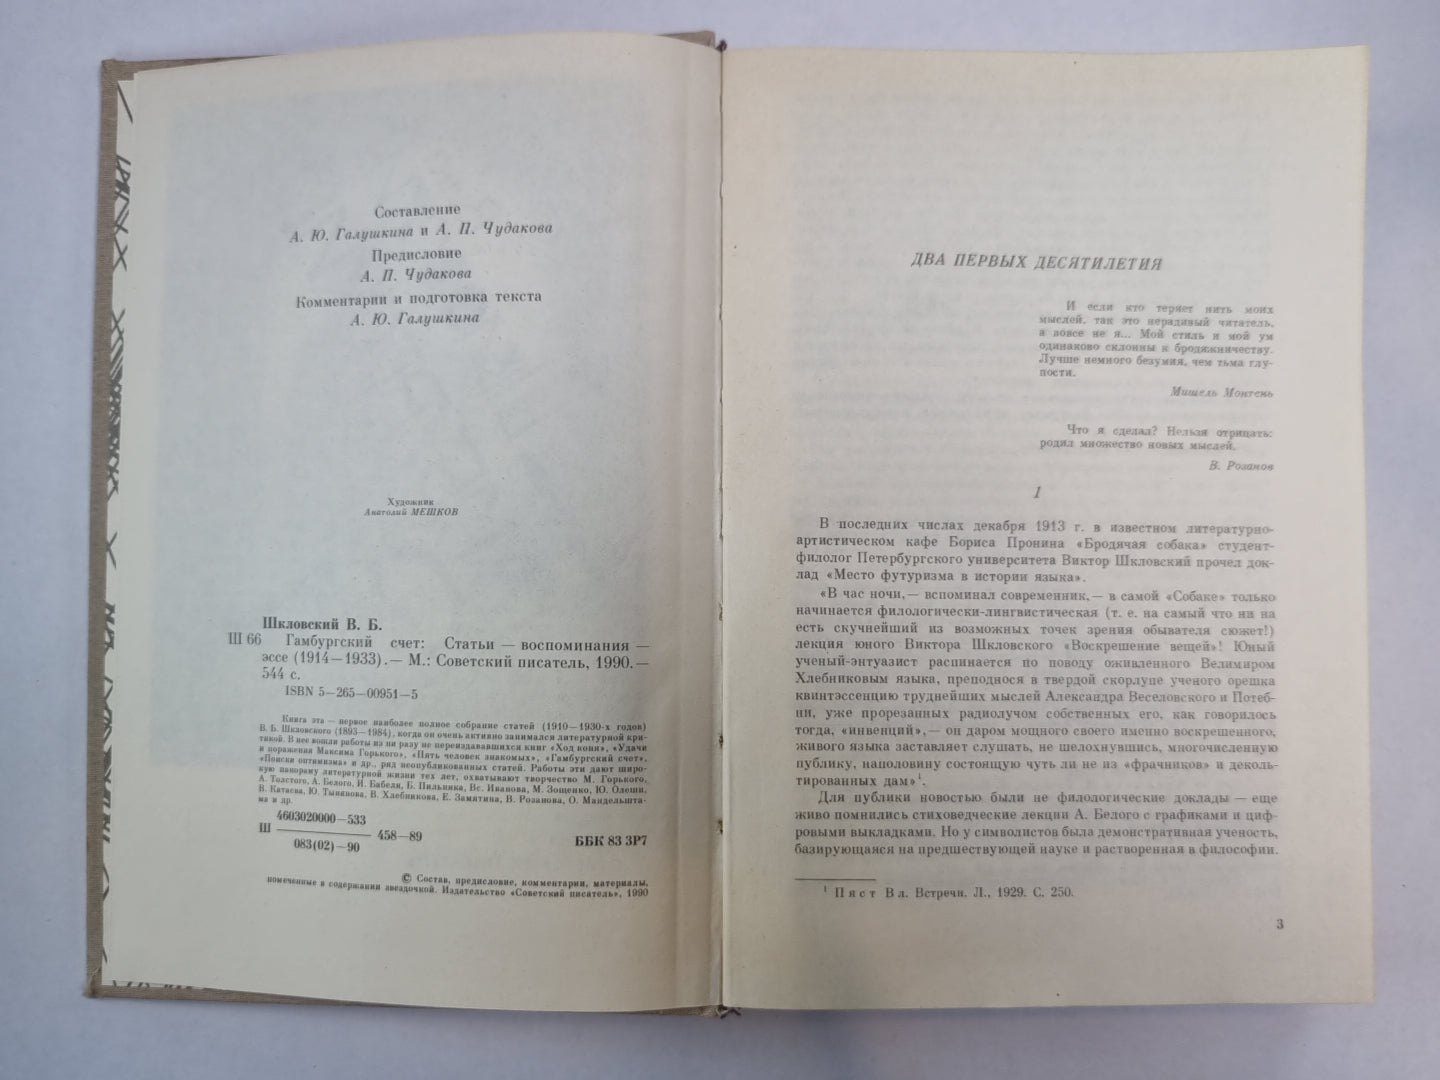 Составление
А. Ю. Галушкина и А. П. Чудакова
Предисловие
А. П. Чудакова
Комментарии и подготовка текста
А. Ю. Галушкина
Художник
Анатолий МЕШКОВ
Шкловский В. Б.
Ш 66 Гамбургский счет: Статьи — воспоминания —
эссе (1914—1933).— М.: Советский писатель, 1990.—
544 с.
ISBN 5—265—00951—5
Книга эта — первое наиболее полное собрание статей (1910—1930-х годов)
В. Б. Шкловского (1893—1984), когда он очень активно занимался литературной кри-
тикой. В нее вошли работы из ни разу не переиздававшихся книг «Ход коня», «Удачи
и поражения Максима Горького», «Пять человек знакомых», «Гамбургский счет»,
«Поиски оптимизма» и др., ряд неопубликованных статей. Работы эти дают широ-
кую панораму литературной жизни тех лет, охватывают творчество М. Горького,
А. Толстого, А. Белого, И. Бабеля, Б. Пильняка, Вс. Иванова, М. Зощенко, Ю. Олеши,
В. Катаева, Ю. Тынянова, В. Хлебникова, Е. Замятина, В. Розанова, О. Мандельшта-
ма и др.
Ш 4603020000—533
083(02)—90 458—89
ББК 83 3Р7
© Состав, предисловие, комментарии, материалы,
помеченные в содержании звездочкой. Издательство «Советский писатель», 1990
ДВА ПЕРВЫХ ДЕСЯТИЛЕТИЯ
И если кто теряет нить моих
мыслей, так это нерадивый читатель,
а вовсе не я... Мой стиль и мой ум
одинаково склонны к бродяжничеству.
Лучше немного безумия, чем тьма глу-
пости.
Мишель Монтень
Что я сделал? Нельзя отрицать:
родил множество новых мыслей.
В. Розанов
1
В последних числах декабря 1913 г. в известном литературно-
артистическом кафе Бориса Пронина «Бродячая собака» студент-
филолог Петербургского университета Виктор Шкловский прочел док-
лад «Место футуризма в истории языка».
«В час ночи,— вспоминал современник,— в самой «Собаке» только
начинается филологически-лингвистическая (т. е. на самый что ни на
есть скучнейший из возможных точек зрения обывателя сюжет!)
лекция юного Виктора Шкловского «Воскрешение вещей»! Юный
ученый-энтузиаст распинается по поводу оживленного Велимиром
Хлебниковым языка, преподнося в твердой скорлупе ученого орешка
квинтэссенцию труднейших мыслей Александра Веселовского и Потеб-
ни, уже прорезанных радиолучом собственных его, как говорилось
тогда, «инвенций»,— он даром мощного своего именно воскрешенного,
живого языка заставляет слушать, не шелохнувшись, многочисленную
публику, наполовину состоящую чуть ли не из «фрачников» и деколь-
тированных дам»¹.
Для публики новостью были не филологические доклады — еще
живо помнились стиховедческие лекции А. Белого с графиками и циф-
ровыми выкладками. Но у символистов была демонстративная ученость,
базирующаяся на предшествующей науке и растворенная в философии.
¹ Пяст Вл. Встречи. Л., 1929. С. 250.
3